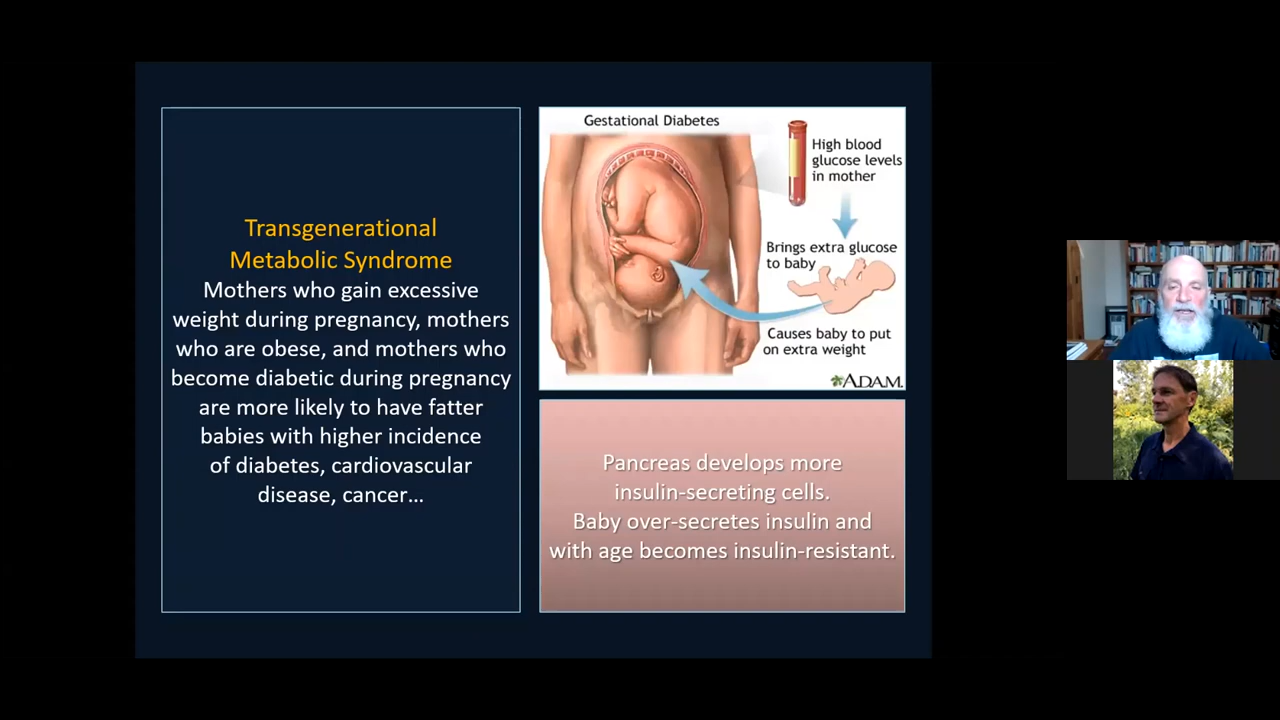 Transgenerational
Metabolic Syndrome
Mothers who gain excessive
weight during pregnancy, mothers
who are obese, and mothers who
become diabetic during pregnancy
are more likely to have fatter
babies with higher incidence
of diabetes, cardiovascular
disease, cancer…
Gestational Diabetes
High blood
glucose levels
in mother
Brings extra glucose
to baby
Causes baby to put
on extra weight
ADAM.
Pancreas develops more
insulin-secreting cells.
Baby over-secretes insulin and
with age becomes insulin-resistant.